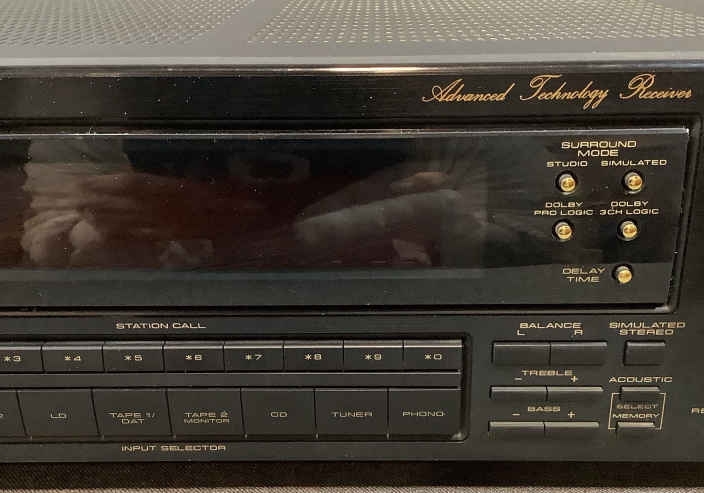 Advanced Technology Receiver
SURROUND
MODE
STUDIO SIMULATED
DOLBY DOLBY
PRO LOGIC 3CH LOGIC
DELAY
TIME
STATION CALL
*3 *4 *5 *6 *7 *8 *9 *0
BALANCE
L R
SIMULATED
STEREO
TREBLE
- +
ACOUSTIC
BASS
- +
SELECT
MEMORY
LD
TAPE 1/
DAT
TAPE 2
MONITOR
CD
TUNER
PHONO
INPUT SELECTOR